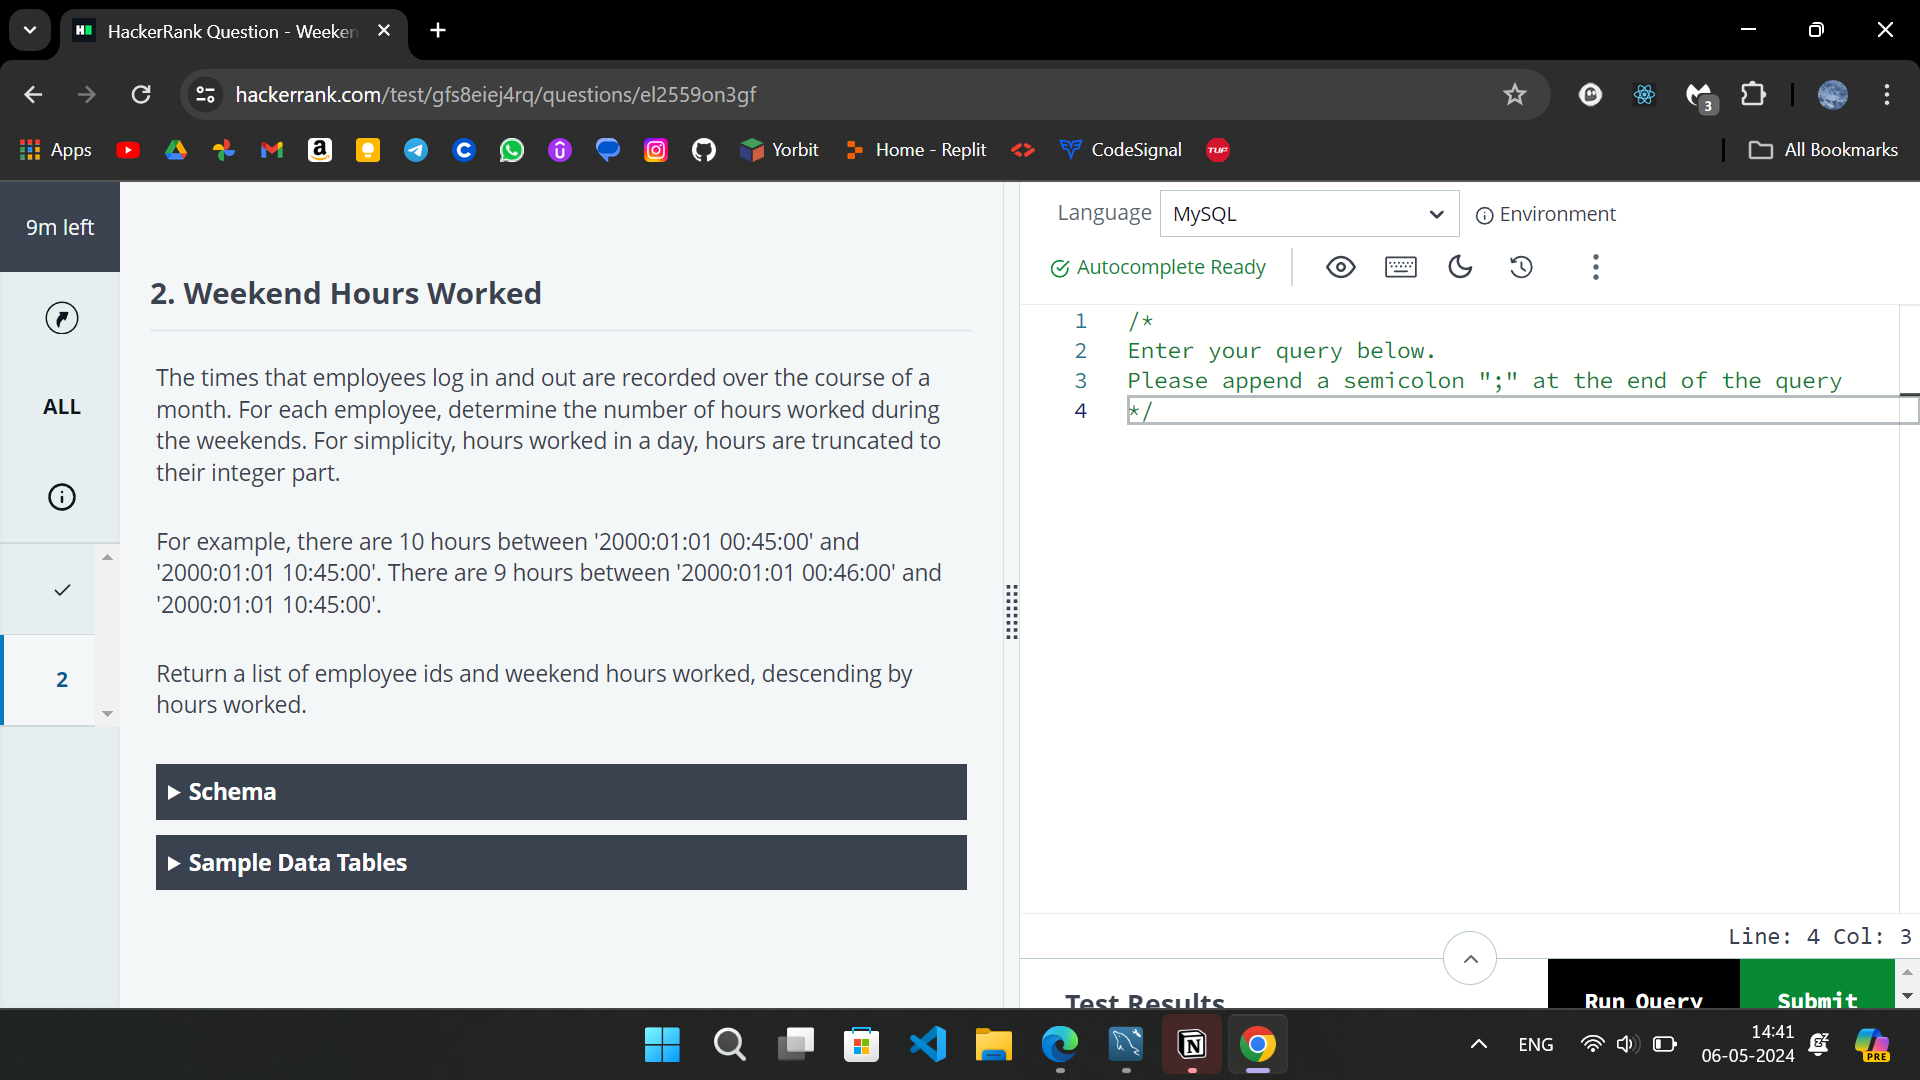 HackerRank Question - Weeken
hackerrank.com/test/gfs8eiej4rq/questions/el2559on3gf
3
Apps
Yorbit
Home - Replit
CodeSignal
TUF
All Bookmarks
9m left
ALL
2
2. Weekend Hours Worked
The times that employees log in and out are recorded over the course of a
month. For each employee, determine the number of hours worked during
the weekends. For simplicity, hours worked in a day, hours are truncated to
their integer part.
For example, there are 10 hours between '2000:01:01 00:45:00' and
'2000:01:01 10:45:00'. There are 9 hours between '2000:01:01 00:46:00' and
'2000:01:01 10:45:00'.
Return a list of employee ids and weekend hours worked, descending by
hours worked.
Schema
Sample Data Tables
Language
MySQL
Environment
Autocomplete Ready
1 /*
2 Enter your query below.
3 Please append a semicolon ";" at the end of the query
4 */
Line: 4 Col: 3
Test Results
Run Query
Submit
ENG
14:41
06-05-2024
PRE